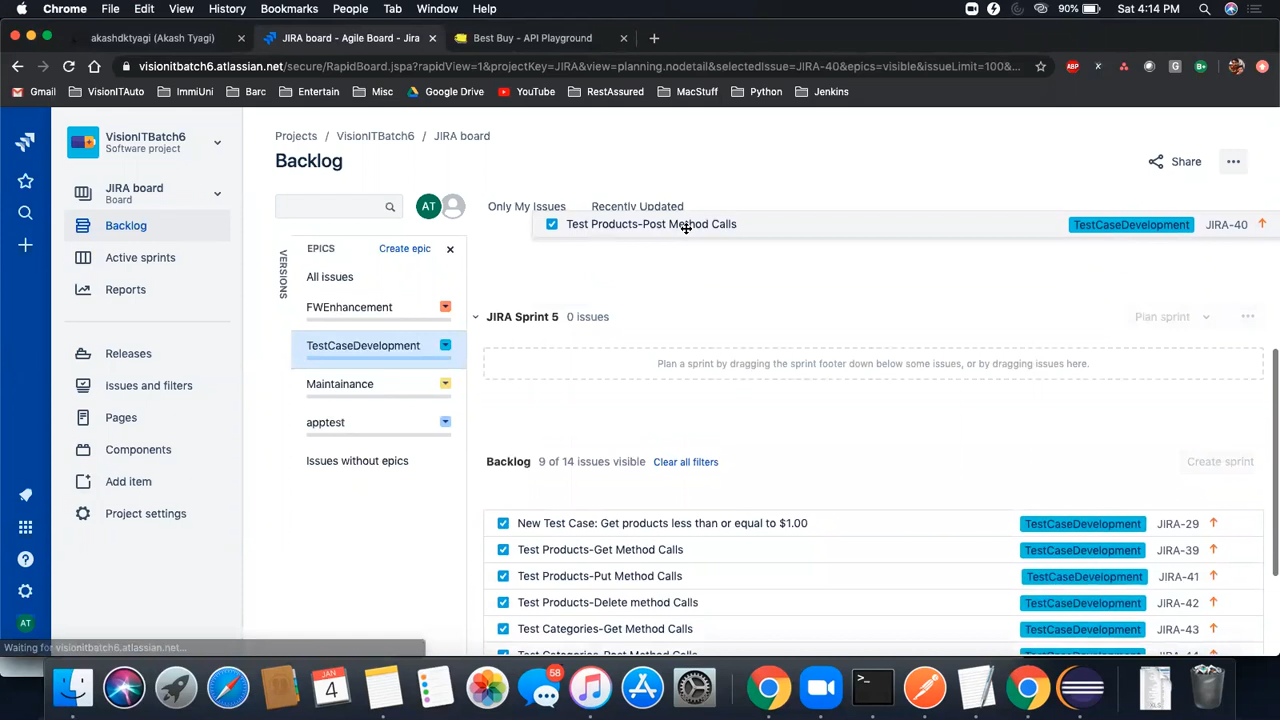 Chrome File Edit View History Bookmarks People Tab Window Help 90% Sat 4:14 PM
akashdktyagi (Akash Tyagi) JIRA board - Agile Board - Jira Best Buy - API Playground
visionitbatch6.atlassian.net/secure/RapidBoard.jspa?rapidView=1&projectKey=JIRA&view=planning.nodetail&selectedIssue=JIRA-40&epics=visible&issueLimit=100&... ABP
Gmail VisionITAuto ImmiUni Barc Entertain Misc Google Drive YouTube RestAssured MacStuff Python Jenkins
VisionITBatch6
Software project
JIRA board
Board
Backlog
Active sprints
Reports
Releases
Issues and filters
Pages
Components
Add item
Project settings
AT
Projects / VisionITBatch6 / JIRA board
Backlog
Share
AT Only My Issues Recently Updated
Test Products-Post Method Calls TestCaseDevelopment JIRA-40
VERSIONS
EPICS Create epic
All issues
FWEnhancement
TestCaseDevelopment
Maintainance
apptest
Issues without epics
JIRA Sprint 5 0 issues Plan sprint
Plan a sprint by dragging the sprint footer down below some issues, or by dragging issues here.
Backlog 9 of 14 issues visible Clear all filters Create sprint
New Test Case: Get products less than or equal to $1.00 TestCaseDevelopment JIRA-29
Test Products-Get Method Calls TestCaseDevelopment JIRA-39
Test Products-Put Method Calls TestCaseDevelopment JIRA-41
Test Products-Delete method Calls TestCaseDevelopment JIRA-42
Test Categories-Get Method Calls TestCaseDevelopment JIRA-43
Waiting for visionitbatch6.atlassian.net...
JAN
4
58